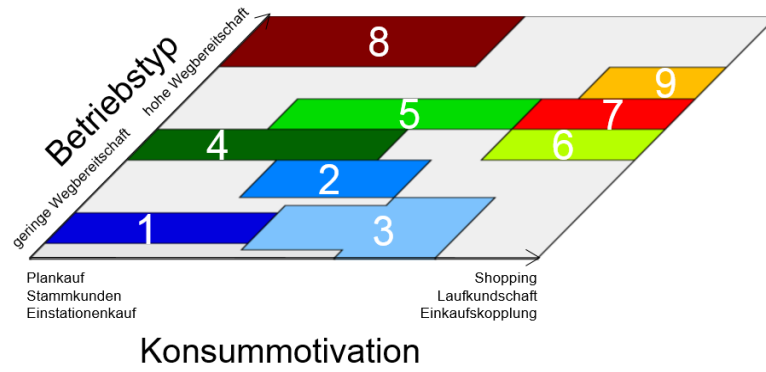 Betriebstyp
hohe Wegbereitschaft
geringe Wegbereitschaft
8
9
5
7
4
6
2
1
3
Plankauf
Stammkunden
Einstationenkauf
Shopping
Laufkundschaft
Einkaufskopplung
Konsummotivation